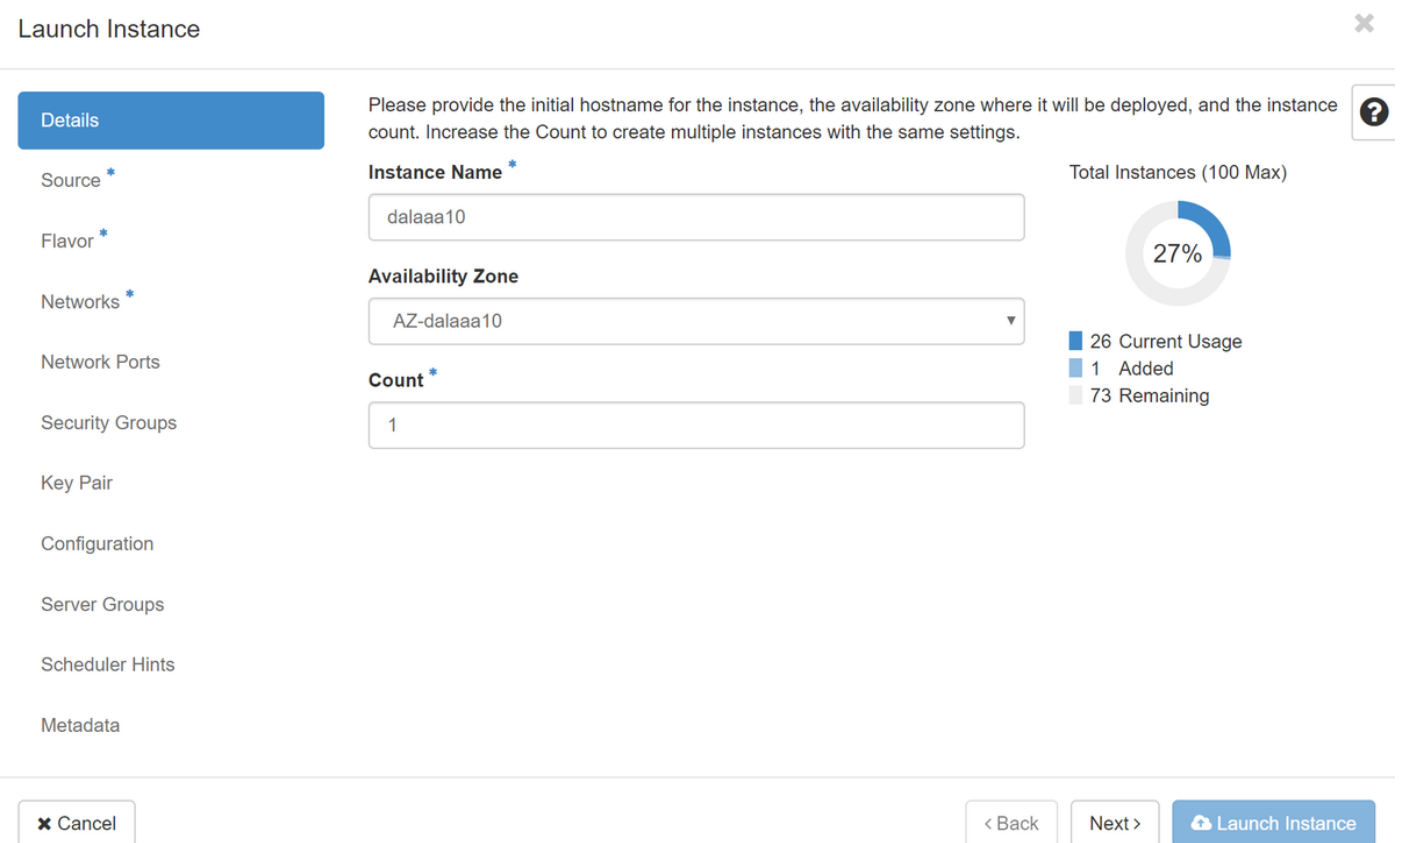 Launch Instance
Details
Source *
Flavor *
Networks *
Network Ports
Security Groups
Key Pair
Configuration
Server Groups
Scheduler Hints
Metadata
Please provide the initial hostname for the instance, the availability zone where it will be deployed, and the instance
count. Increase the Count to create multiple instances with the same settings.
Instance Name *
dalaaa10
Availability Zone
AZ-dalaaa10
Count *
1
Total Instances (100 Max)
27%
26 Current Usage
1 Added
73 Remaining
Cancel
< Back
Next >
Launch Instance